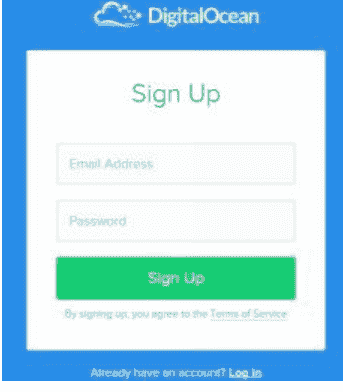 DigitalOcean
Sign Up
Email Address
Password
Sign Up
By signing up, you agree to the Terms of Service
Already have an account? Log In